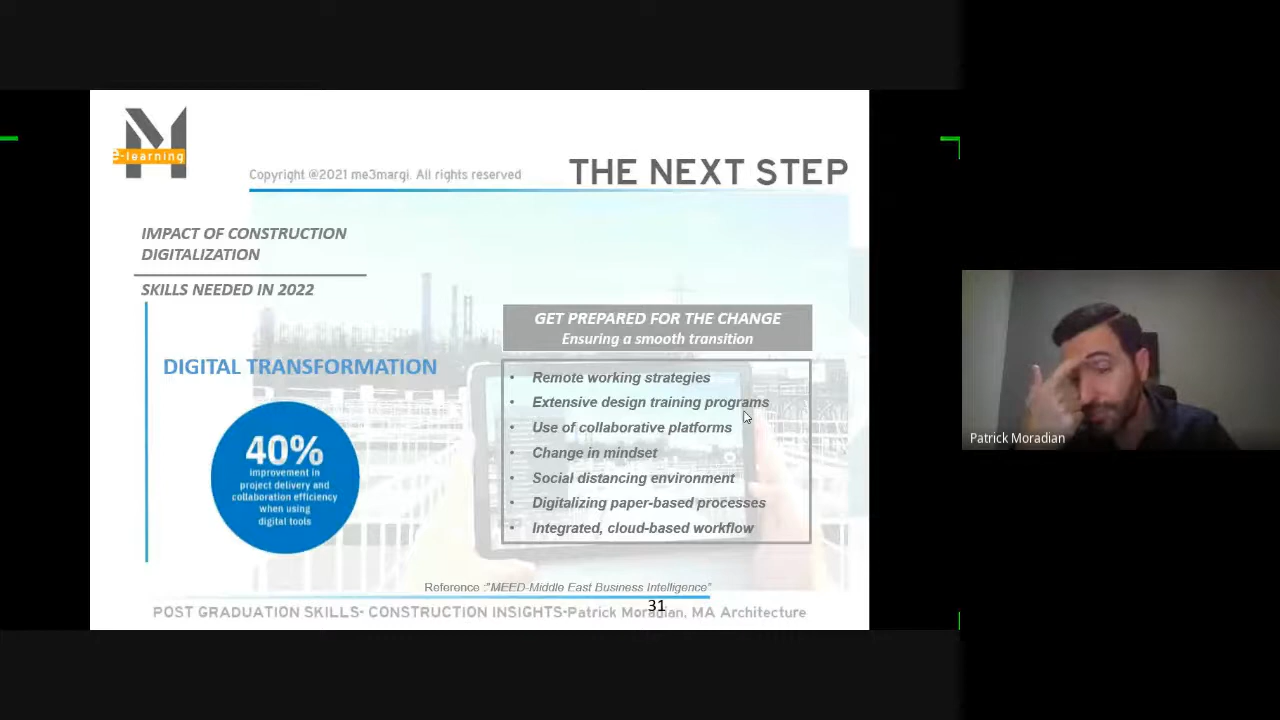 M
e-learning
Copyright @2021 me3margi. All rights reserved
THE NEXT STEP
IMPACT OF CONSTRUCTION
DIGITALIZATION
SKILLS NEEDED IN 2022
DIGITAL TRANSFORMATION
40%
improvement in
project delivery and
collaboration efficiency
when using
digital tools
GET PREPARED FOR THE CHANGE
Ensuring a smooth transition
• Remote working strategies
• Extensive design training programs
• Use of collaborative platforms
• Change in mindset
• Social distancing environment
• Digitalizing paper-based processes
• Integrated, cloud-based workflow
Reference :"MEED-Middle East Business Intelligence"
31
POST GRADUATION SKILLS- CONSTRUCTION INSIGHTS-Patrick Moradian, MA Architecture
Patrick Moradian